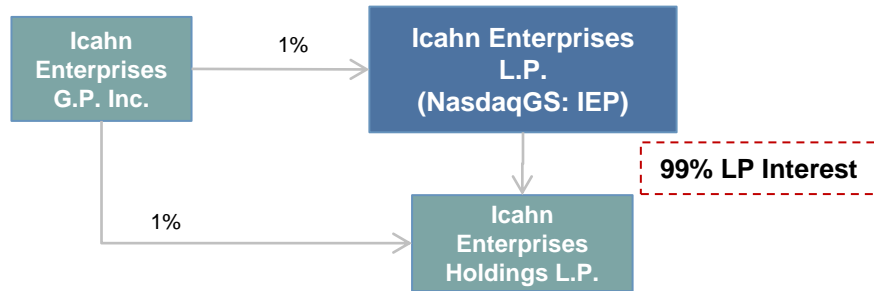 Icahn
Enterprises
G.P. Inc.
1%
Icahn Enterprises
L.P.
(NasdaqGS: IEP)
99% LP Interest
1%
Icahn
Enterprises
Holdings L.P.